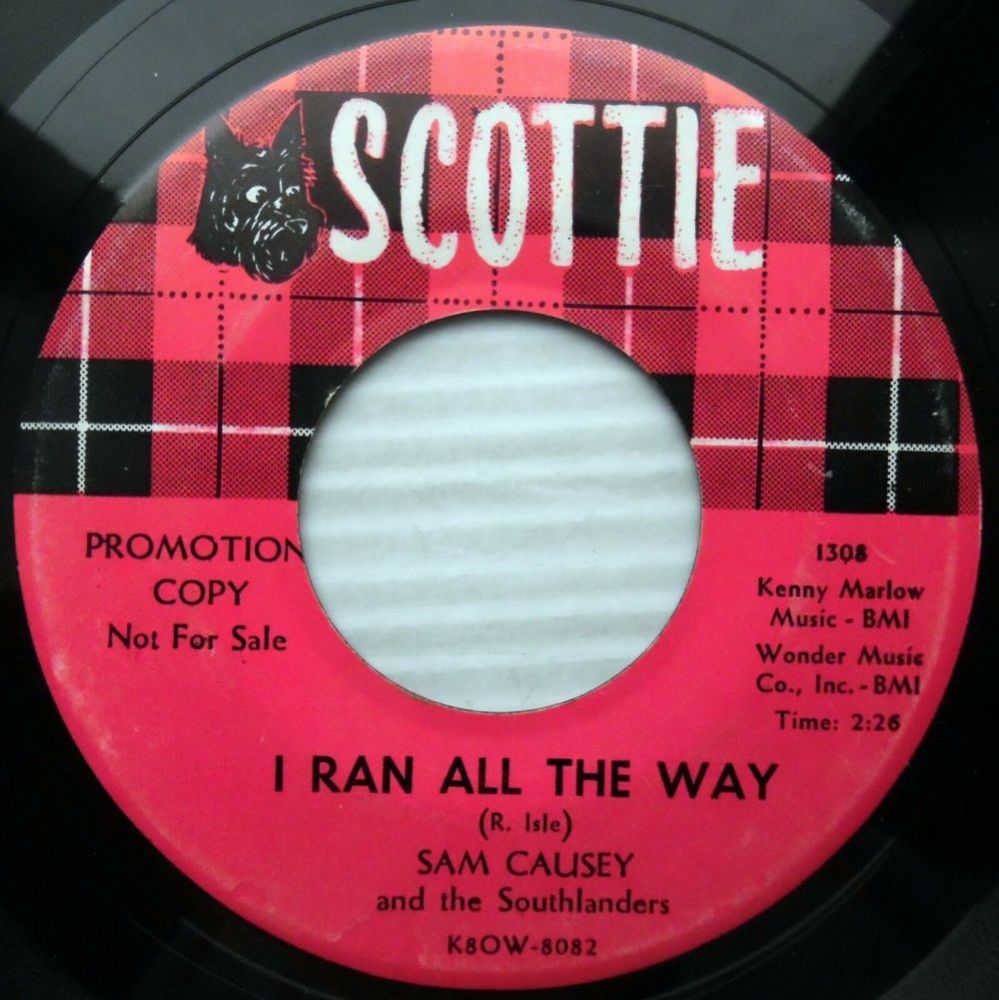 SCOTTIE
PROMOTION
COPY
Not For Sale
1308
Kenny Marlow
Music - BMI
Wonder Music
Co., Inc. - BMI
Time: 2:26
I RAN ALL THE WAY
(R. Isle)
SAM CAUSEY
and the Southlanders
K8OW-8082